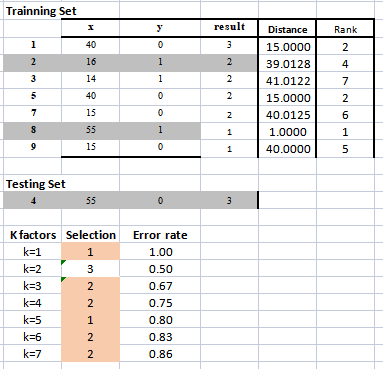 Trainning Set
x y result Distance Rank
1 40 0 3 15.0000 2
2 16 1 2 39.0128 4
3 14 1 2 41.0122 7
5 40 0 2 15.0000 2
7 15 0 2 40.0125 6
8 55 1 1 1.0000 1
9 15 0 1 40.0000 5
Testing Set
4 55 0 3
K factors Selection Error rate
k=1 1 1.00
k=2 3 0.50
k=3 2 0.67
k=4 2 0.75
k=5 1 0.80
k=6 2 0.83
k=7 2 0.86